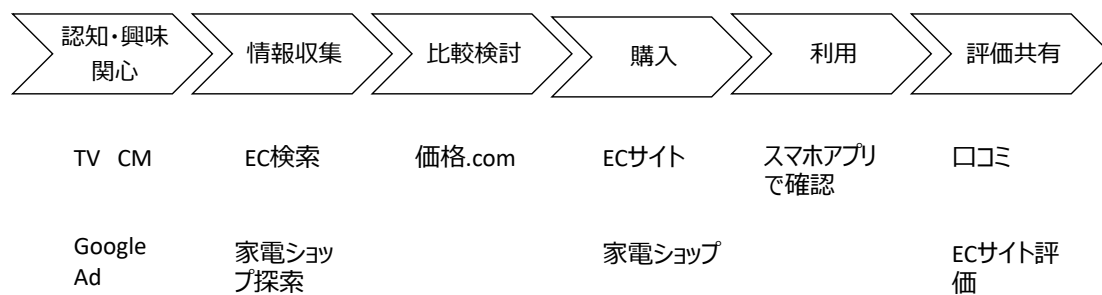 認知・興味
関心
情報収集
比較検討
購入
利用
評価共有
TV CM
EC検索
価格.com
ECサイト
スマホアプリ
で確認
口コミ
Google
Ad
家電ショッ
プ探索
家電ショップ
ECサイト評
価